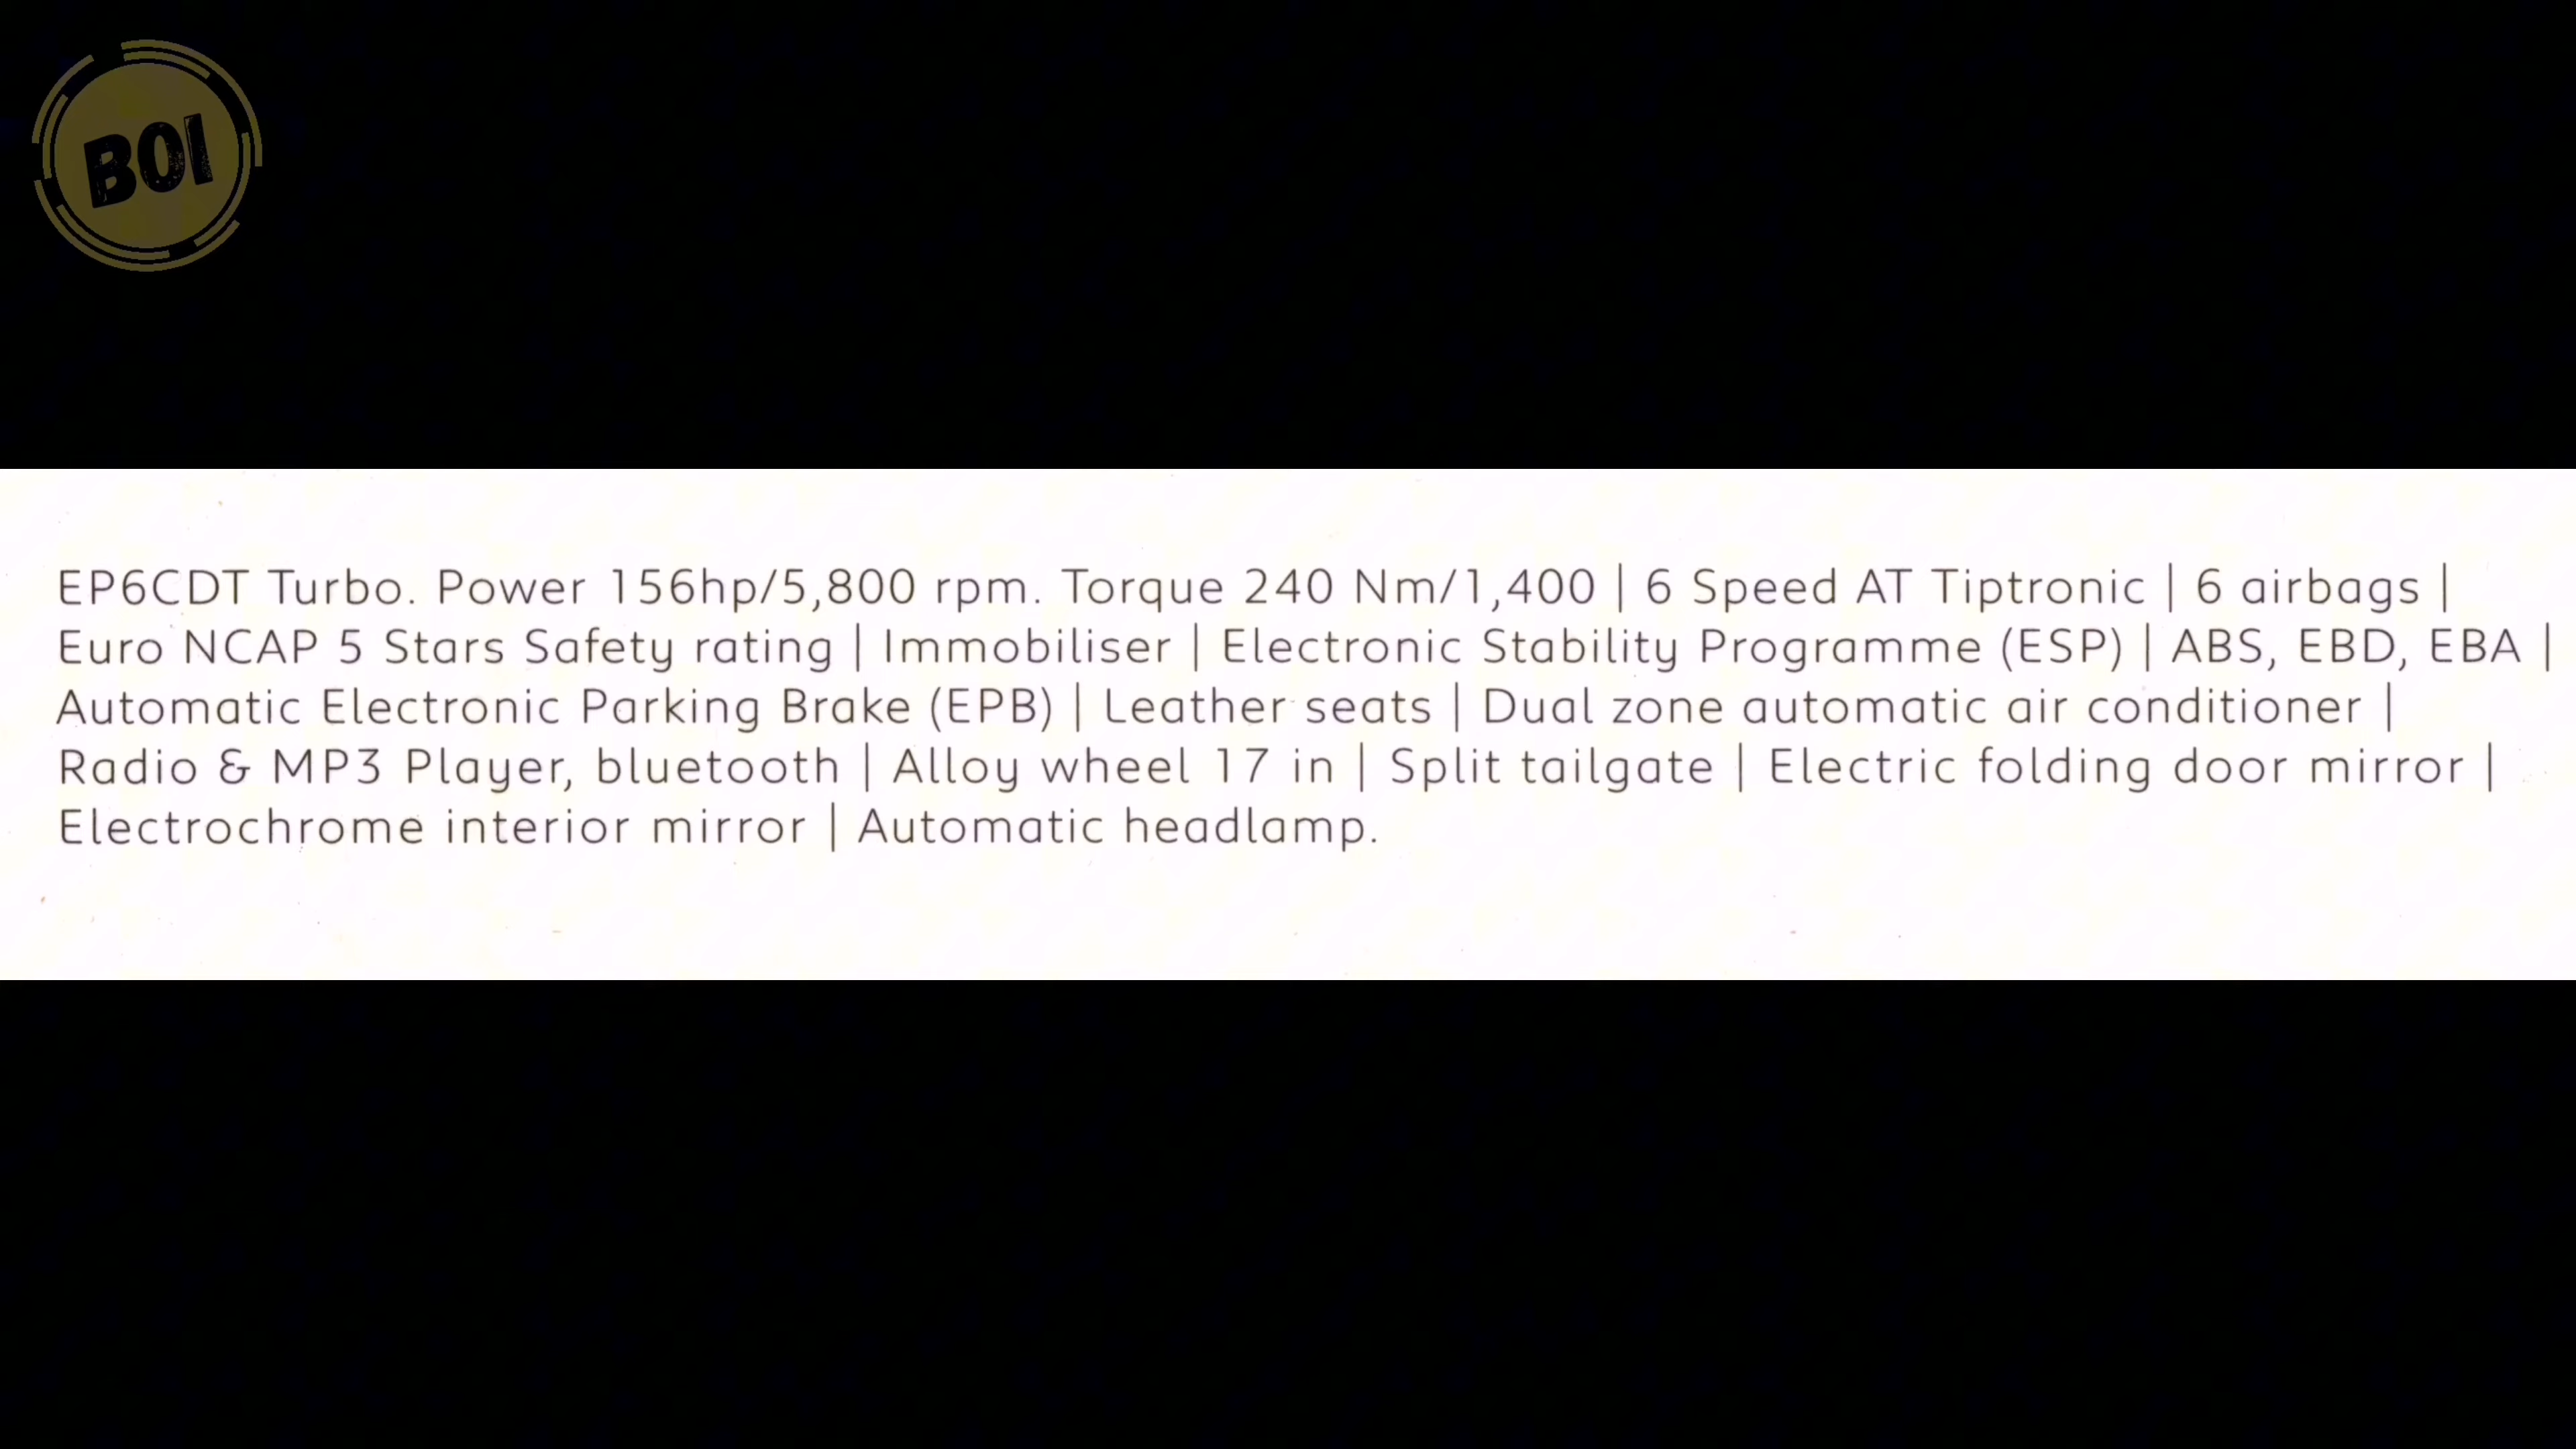 BOI
EP6CDT Turbo. Power 156hp/5,800 rpm. Torque 240 Nm/1,400 | 6 Speed AT Tiptronic | 6 airbags |
Euro NCAP 5 Stars Safety rating | Immobiliser | Electronic Stability Programme (ESP) | ABS, EBD, EBA |
Automatic Electronic Parking Brake (EPB) | Leather seats | Dual zone automatic air conditioner |
Radio & MP3 Player, bluetooth | Alloy wheel 17 in | Split tailgate | Electric folding door mirror |
Electrochrome interior mirror | Automatic headlamp.